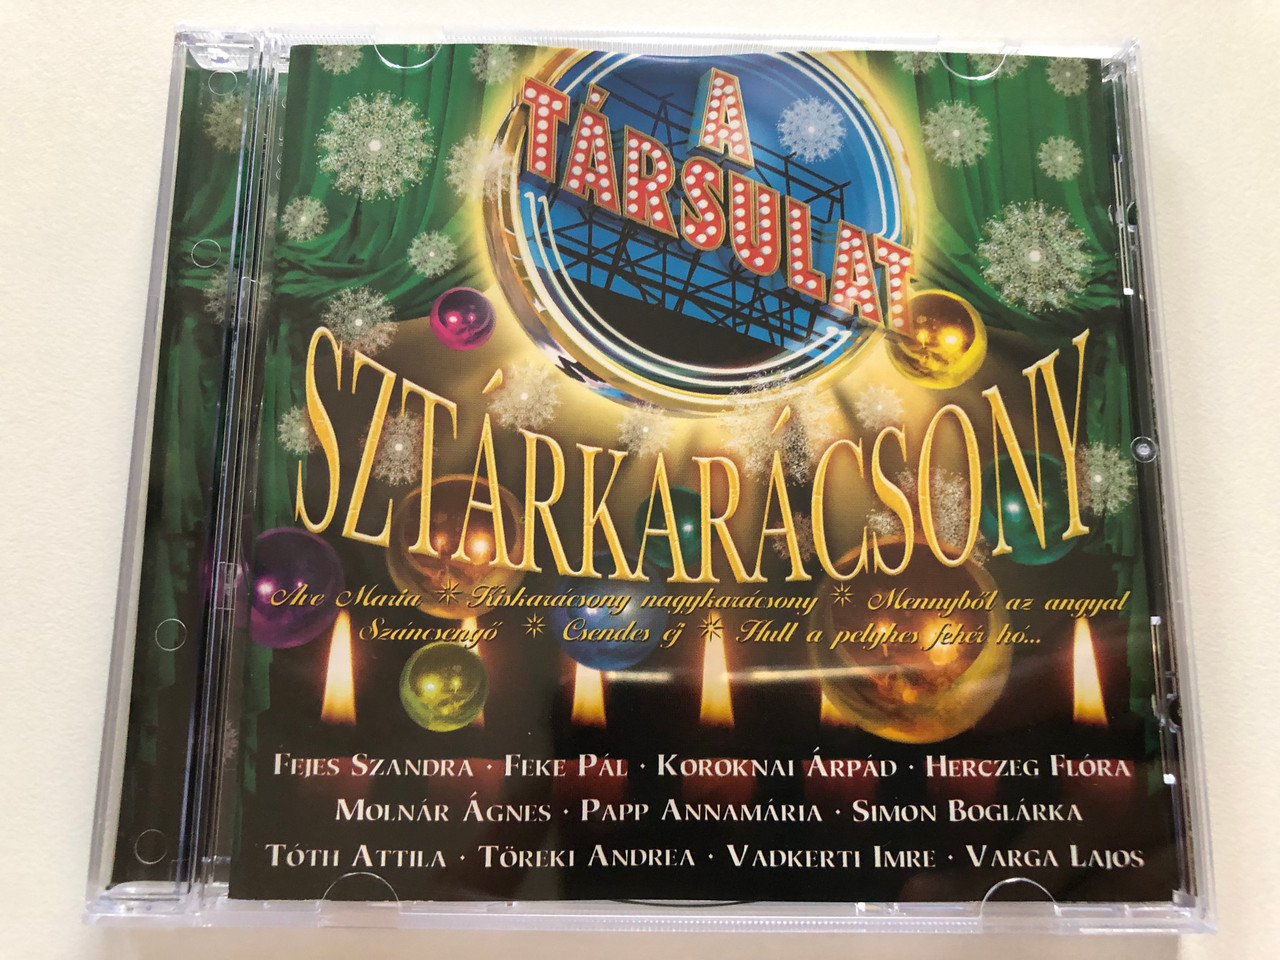 A
TÁRSULAT
SZTÁRKARÁCSONY
Ave Maria * Kiskarácsony nagykarácsony * Mennyből az angyal
Száncsengő * Csendes éj * Hull a pelyhes fehér hó...
FEJES SZANDRA · FEKE PÁL · KOROKNAI ÁRPÁD · HERCZEG FLÓRA
MOLNÁR ÁGNES · PAPP ANNAMÁRIA · SIMON BOGLÁRKA
TÓTH ATTILA · TÖREKI ANDREA · VADKERTI IMRE · VARGA LAJOS